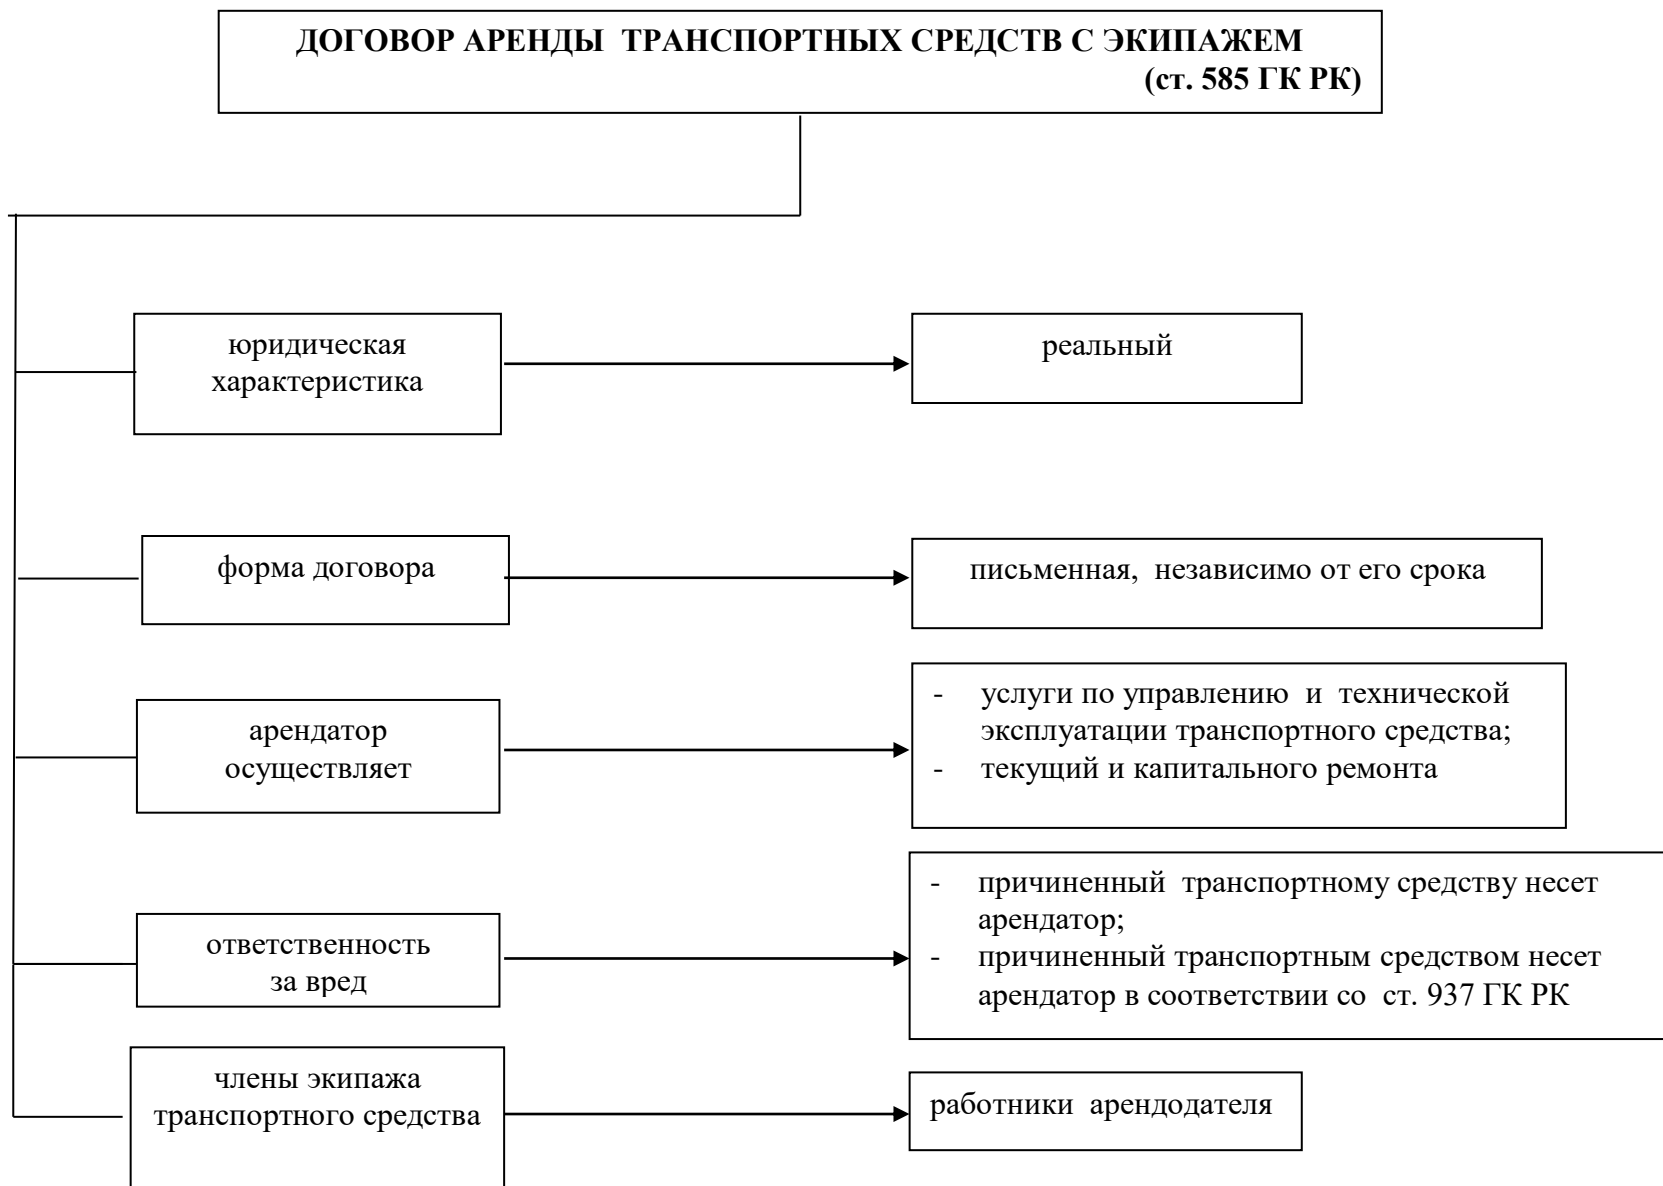 ДОГОВОР АРЕНДЫ ТРАНСПОРТНЫХ СРЕДСТВ С ЭКИПАЖЕМ
(ст. 585 ГК РК)
юридическая
характеристика
реальный
форма договора
письменная, независимо от его срока
арендатор
осуществляет
- услуги по управлению и технической
эксплуатации транспортного средства;
- текущий и капитального ремонта
ответственность
за вред
- причиненный транспортному средству несет
арендатор;
- причиненный транспортным средством несет
арендатор в соответствии со ст. 937 ГК РК
члены экипажа
транспортного средства
работники арендодателя